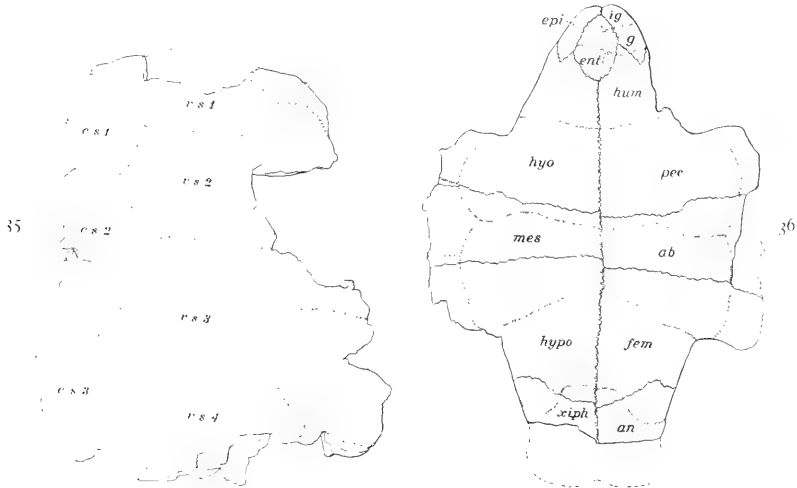 epi
ig
g
ent
hum
v s 1
c s 1
hyo
pec
v s 2
35
c s 2
36
mes
ab
v s 3
hypo
fem
c s 3
v s 4
xiph
an